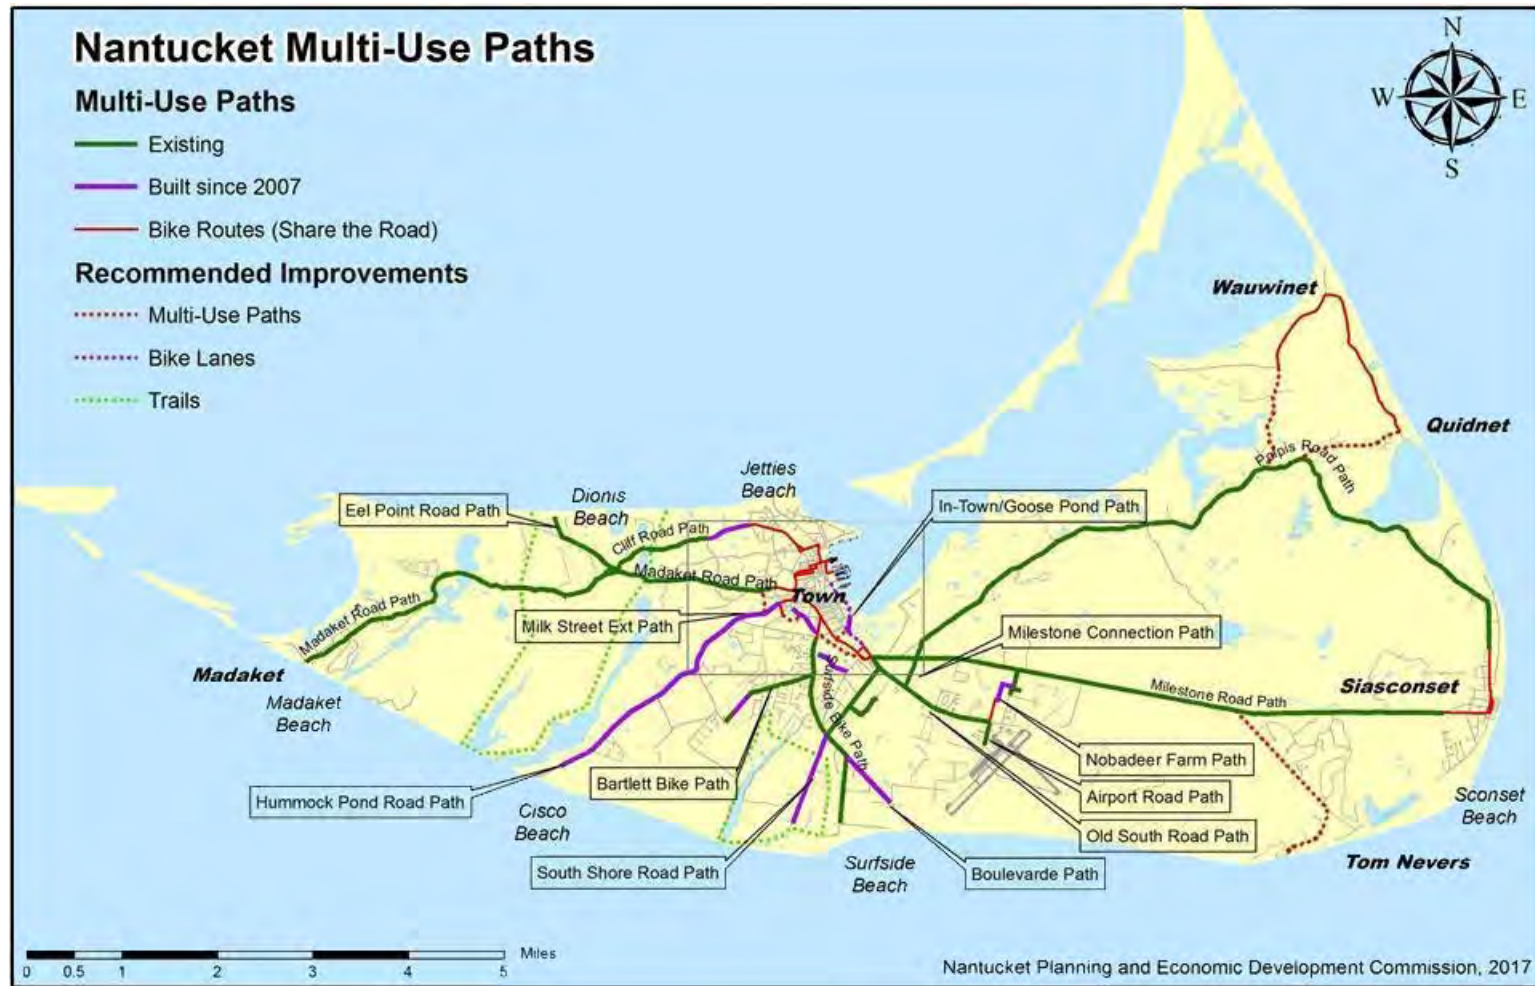 Nantucket Multi-Use Paths
Multi-Use Paths
Existing
Built since 2007
Bike Routes (Share the Road)
Recommended Improvements
Multi-Use Paths
Bike Lanes
Trails
N
W
E
S
Wauwinet
Quidnet
Polpis Road Path
Jetties
Beach
Dionis
Beach
Eel Point Road Path
In-Town/Goose Pond Path
Cliff Road Path
Madaket Road Path
Town
Madaket Road Path
Milk Street Ext Path
Milestone Connection Path
Madaket
Madaket
Beach
Siasconset
Milestone Road Path
Surfside Bike Path
Nobadeer Farm Path
Bartlett Bike Path
Airport Road Path
Hummock Pond Road Path
Cisco
Beach
Sconset
Beach
Old South Road Path
South Shore Road Path
Surfside
Beach
Boulevarde Path
Tom Nevers
0 0.5 1 2 3 4 5 Miles
Nantucket Planning and Economic Development Commission, 2017